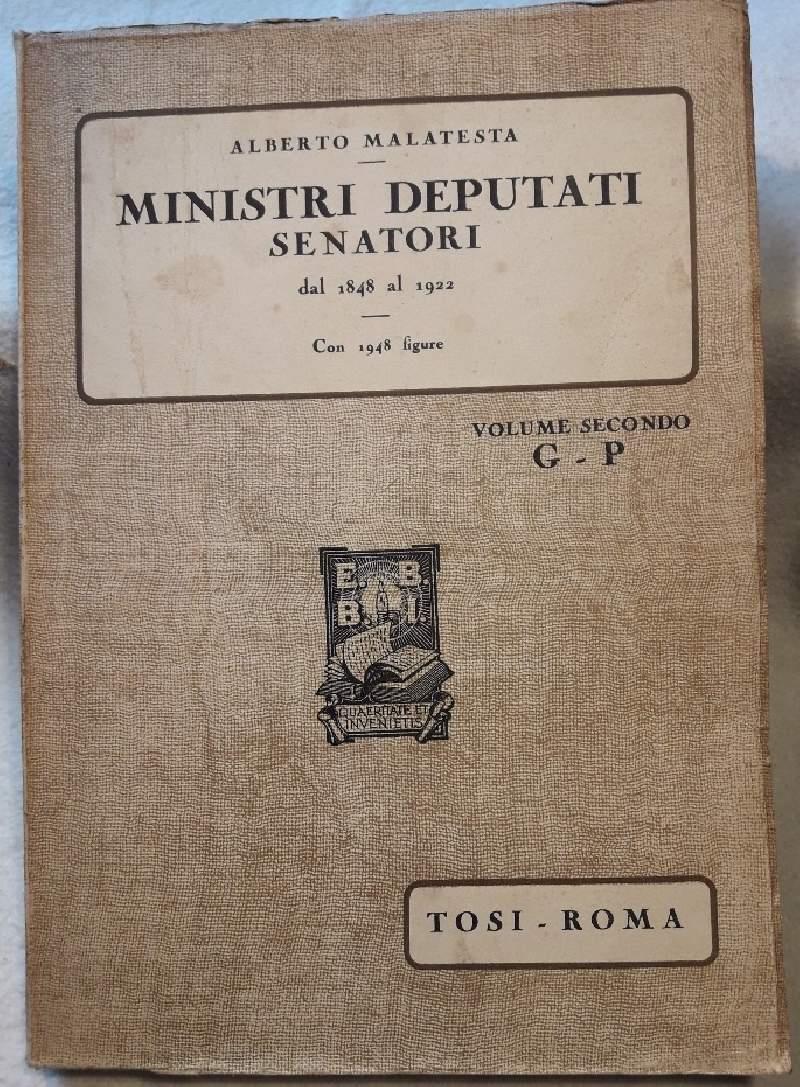 ALBERTO MALATESTA
MINISTRI DEPUTATI
SENATORI
dal 1848 al 1922
Con 1948 figure
VOLUME SECONDO
G - P
E. B.
B. I.
QUAERITATE ET
INVENIETIS
TOSI - ROMA